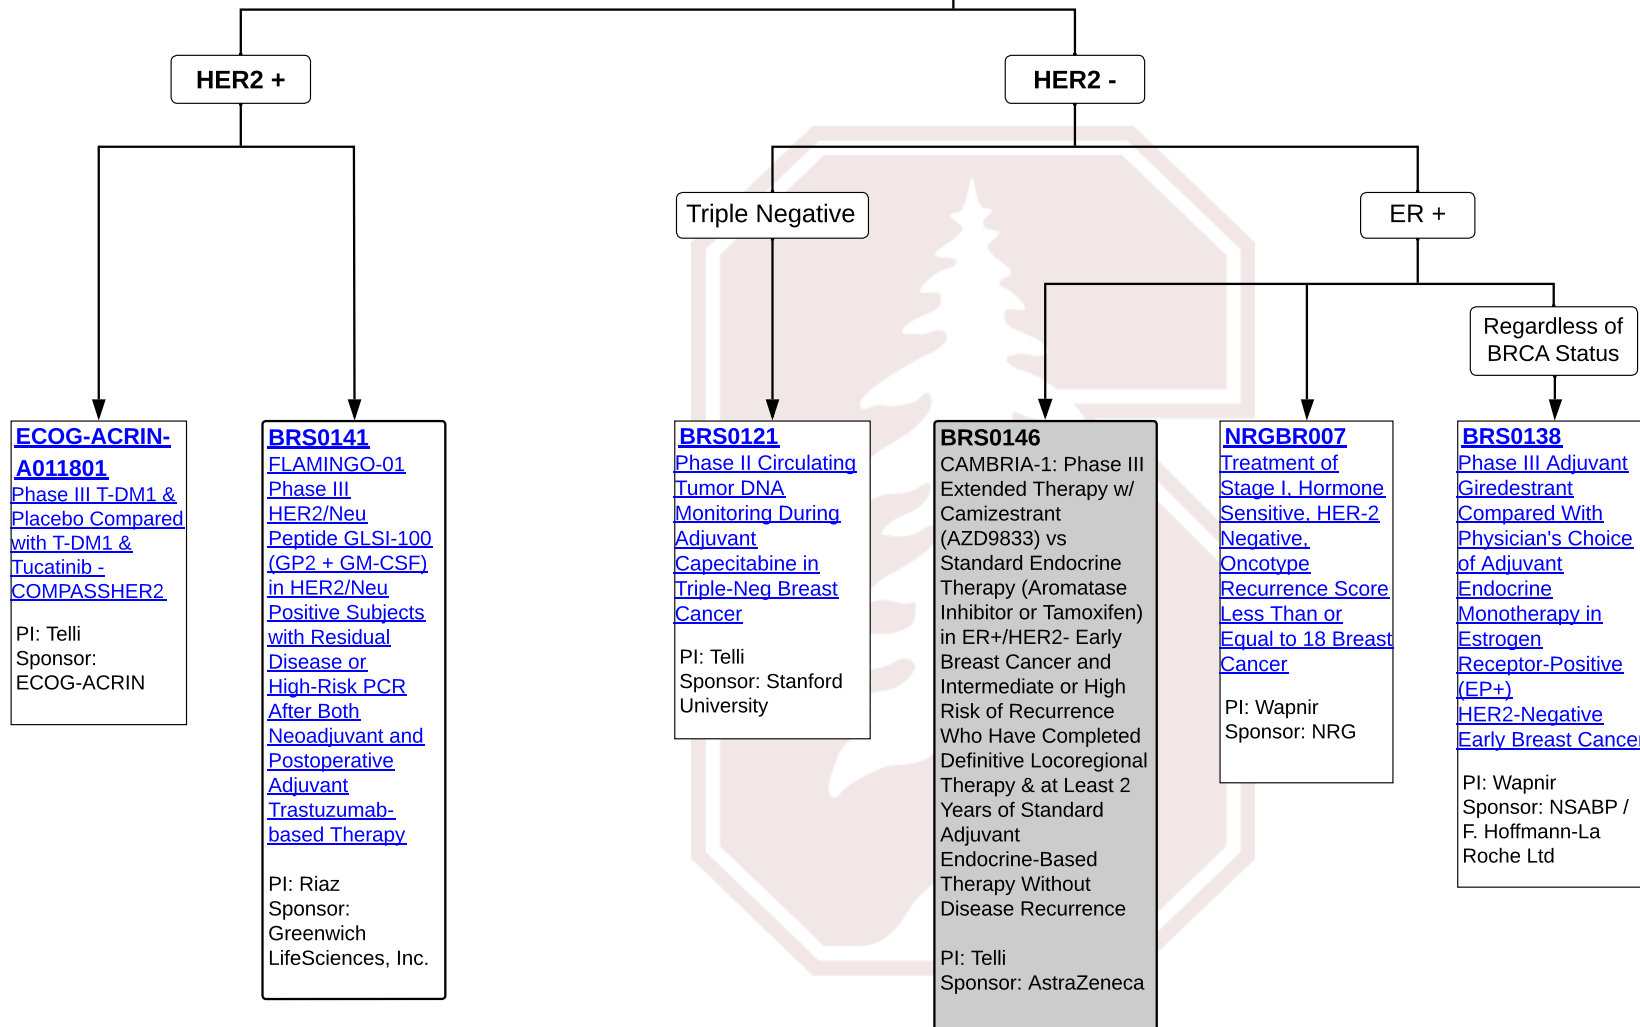 HER2 +
HER2 -
Triple Negative
ER +
Regardless of
BRCA Status
ECOG-ACRIN-
A011801
Phase III T-DM1 &
Placebo Compared
with T-DM1 &
Tucatinib -
COMPASSHER2
PI: Telli
Sponsor:
ECOG-ACRIN
BRS0141
FLAMINGO-01
Phase III
HER2/Neu
Peptide GLSI-100
(GP2 + GM-CSF)
in HER2/Neu
Positive Subjects
with Residual
Disease or
High-Risk PCR
After Both
Neoadjuvant and
Postoperative
Adjuvant
Trastuzumab-
based Therapy
PI: Riaz
Sponsor:
Greenwich
LifeSciences, Inc.
BRS0121
Phase II Circulating
Tumor DNA
Monitoring During
Adjuvant
Capecitabine in
Triple-Neg Breast
Cancer
PI: Telli
Sponsor: Stanford
University
BRS0146
CAMBRIA-1: Phase III
Extended Therapy w/
Camizestrant
(AZD9833) vs
Standard Endocrine
Therapy (Aromatase
Inhibitor or Tamoxifen)
in ER+/HER2- Early
Breast Cancer and
Intermediate or High
Risk of Recurrence
Who Have Completed
Definitive Locoregional
Therapy & at Least 2
Years of Standard
Adjuvant
Endocrine-Based
Therapy Without
Disease Recurrence
PI: Telli
Sponsor: AstraZeneca
NRGBR007
Treatment of
Stage I, Hormone
Sensitive, HER-2
Negative,
Oncotype
Recurrence Score
Less Than or
Equal to 18 Breast
Cancer
PI: Wapnir
Sponsor: NRG
BRS0138
Phase III Adjuvant
Giredestrant
Compared With
Physician's Choice
of Adjuvant
Endocrine
Monotherapy in
Estrogen
Receptor-Positive
(EP+)
HER2-Negative
Early Breast Cancer
PI: Wapnir
Sponsor: NSABP /
F. Hoffmann-La
Roche Ltd